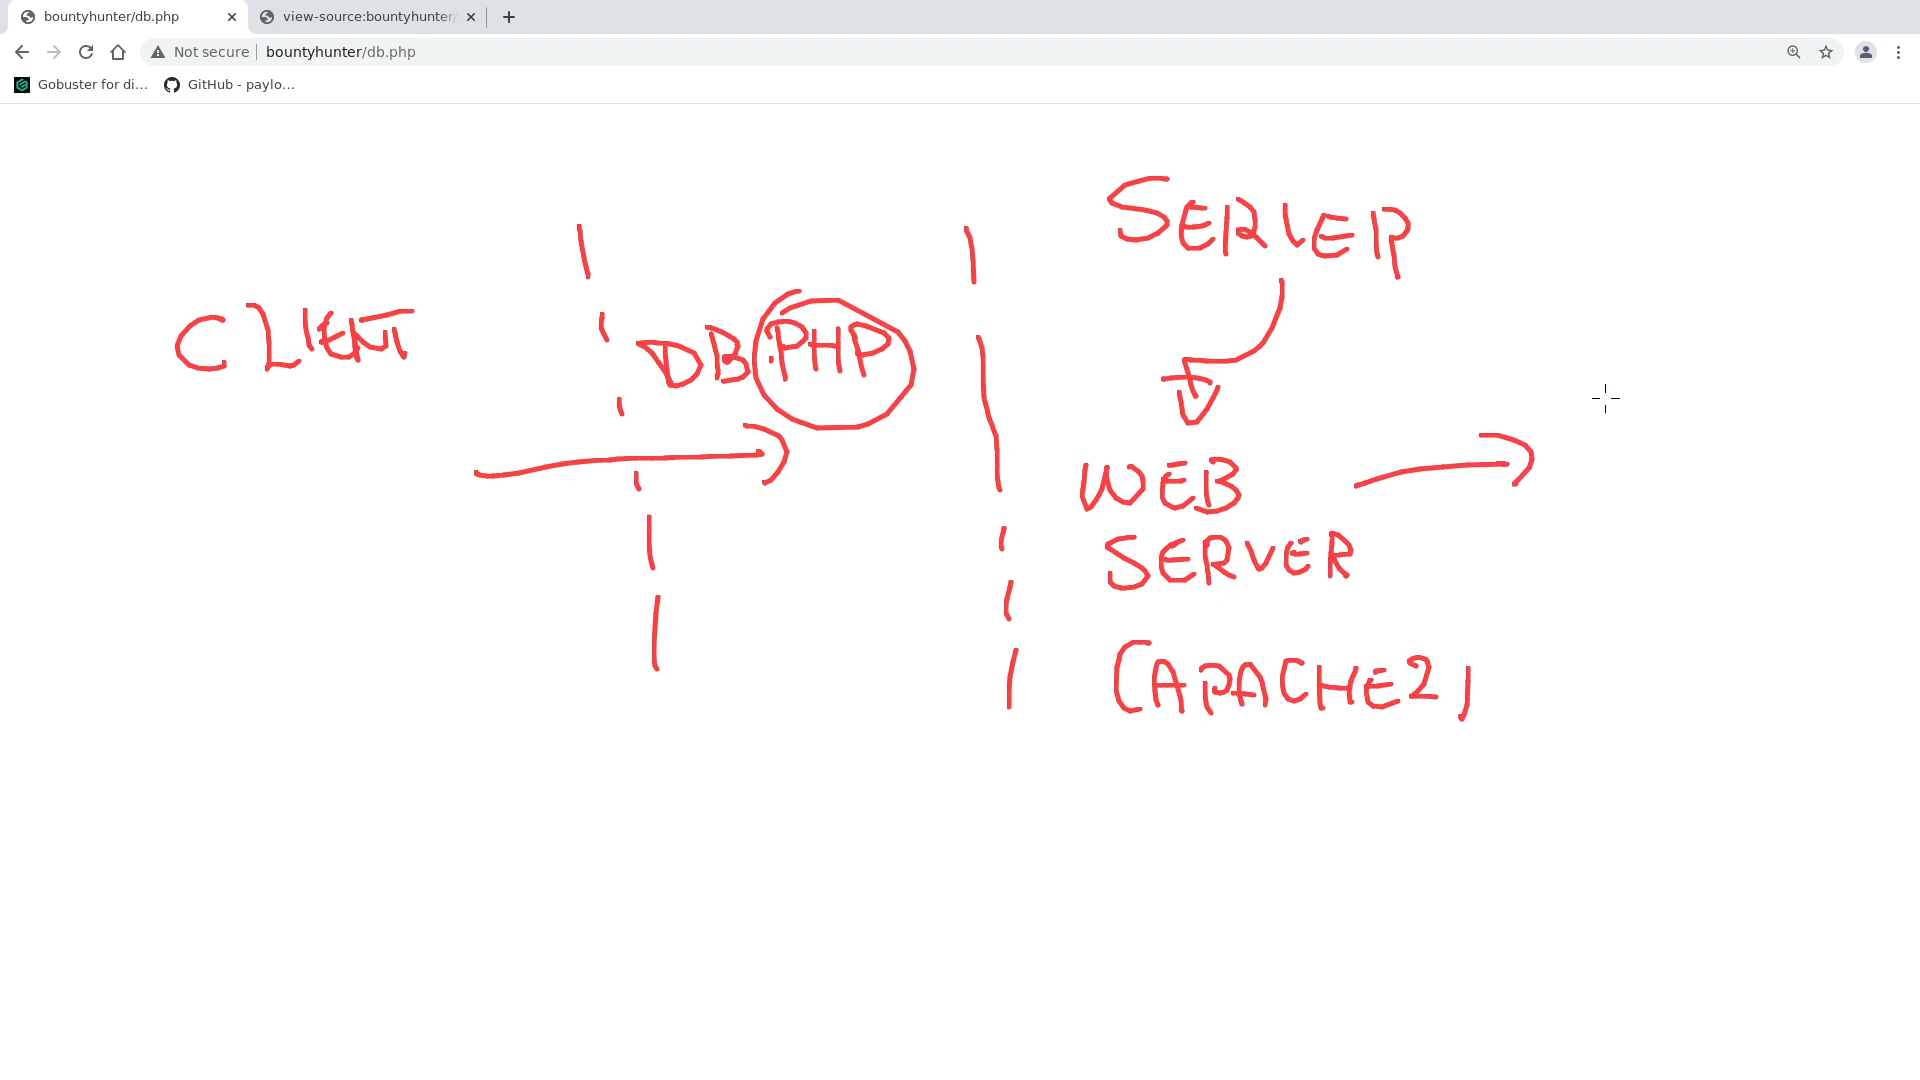 bountyhunter/db.php
view-source:bountyhunter/
Not secure
bountyhunter/db.php
Gobuster for di...
GitHub - paylo...
SERVER
CLIENT
DB.PHP
WEB
SERVER
(APACHE2)